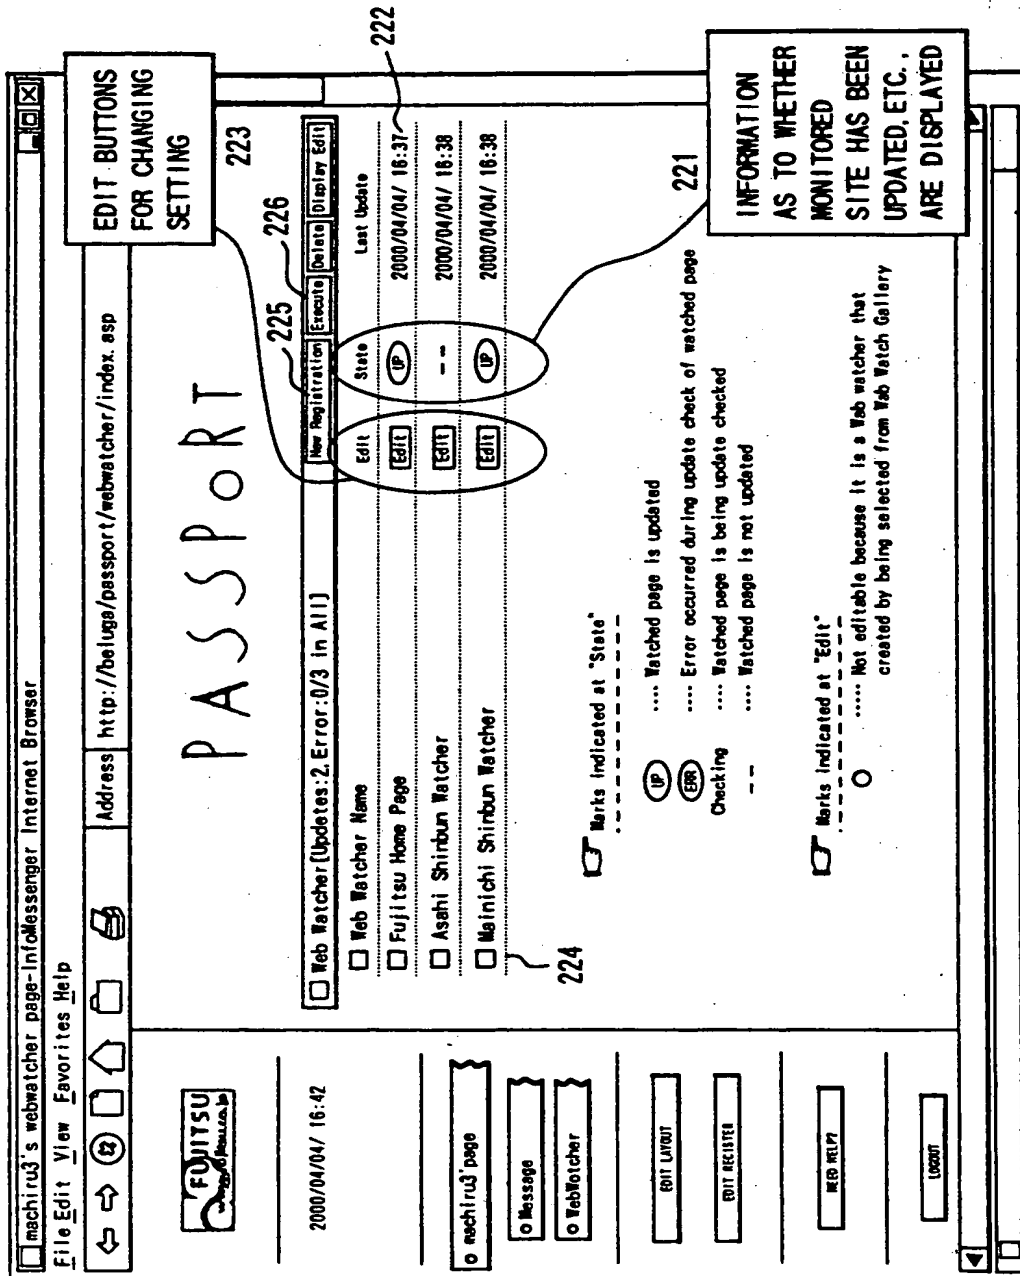 machiru3's webwatcher page-InfoMessenger Internet Browser
File Edit View Favorites Help
Address http://beluga/passport/webwatcher/index.asp
EDIT BUTTONS
FOR CHANGING
SETTING
223
FUJITSU
PASSPORT
2000/04/04/ 16:42
225
226
Web Watcher[Updates:2, Error:0/3 in All] New Registration Execute Delete Display Edit
Web Watcher Name Edit State Last Update
Fujitsu Home Page Edit UP 2000/04/04/ 16:37
222
Asahi Shinbun Watcher Edit -- 2000/04/04/ 16:38
Mainichi Shinbun Watcher Edit UP 2000/04/04/ 16:38
224
221
machiru3'page
Message
WebWatcher
EDIT LAYOUT
EDIT REGISTER
NEED HELP?
LOGOUT
Marks indicated at "State"
UP .... Watched page is updated
ERR .... Error occurred during update check of watched page
Checking .... Watched page is being update checked
-- .... Watched page is not updated
Marks indicated at "Edit"
O ..... Not editable because it is a Wab watcher that
created by being selected from Wab Watch Gallery
INFORMATION
AS TO WHETHER
MONITORED
SITE HAS BEEN
UPDATED, ETC.,
ARE DISPLAYED